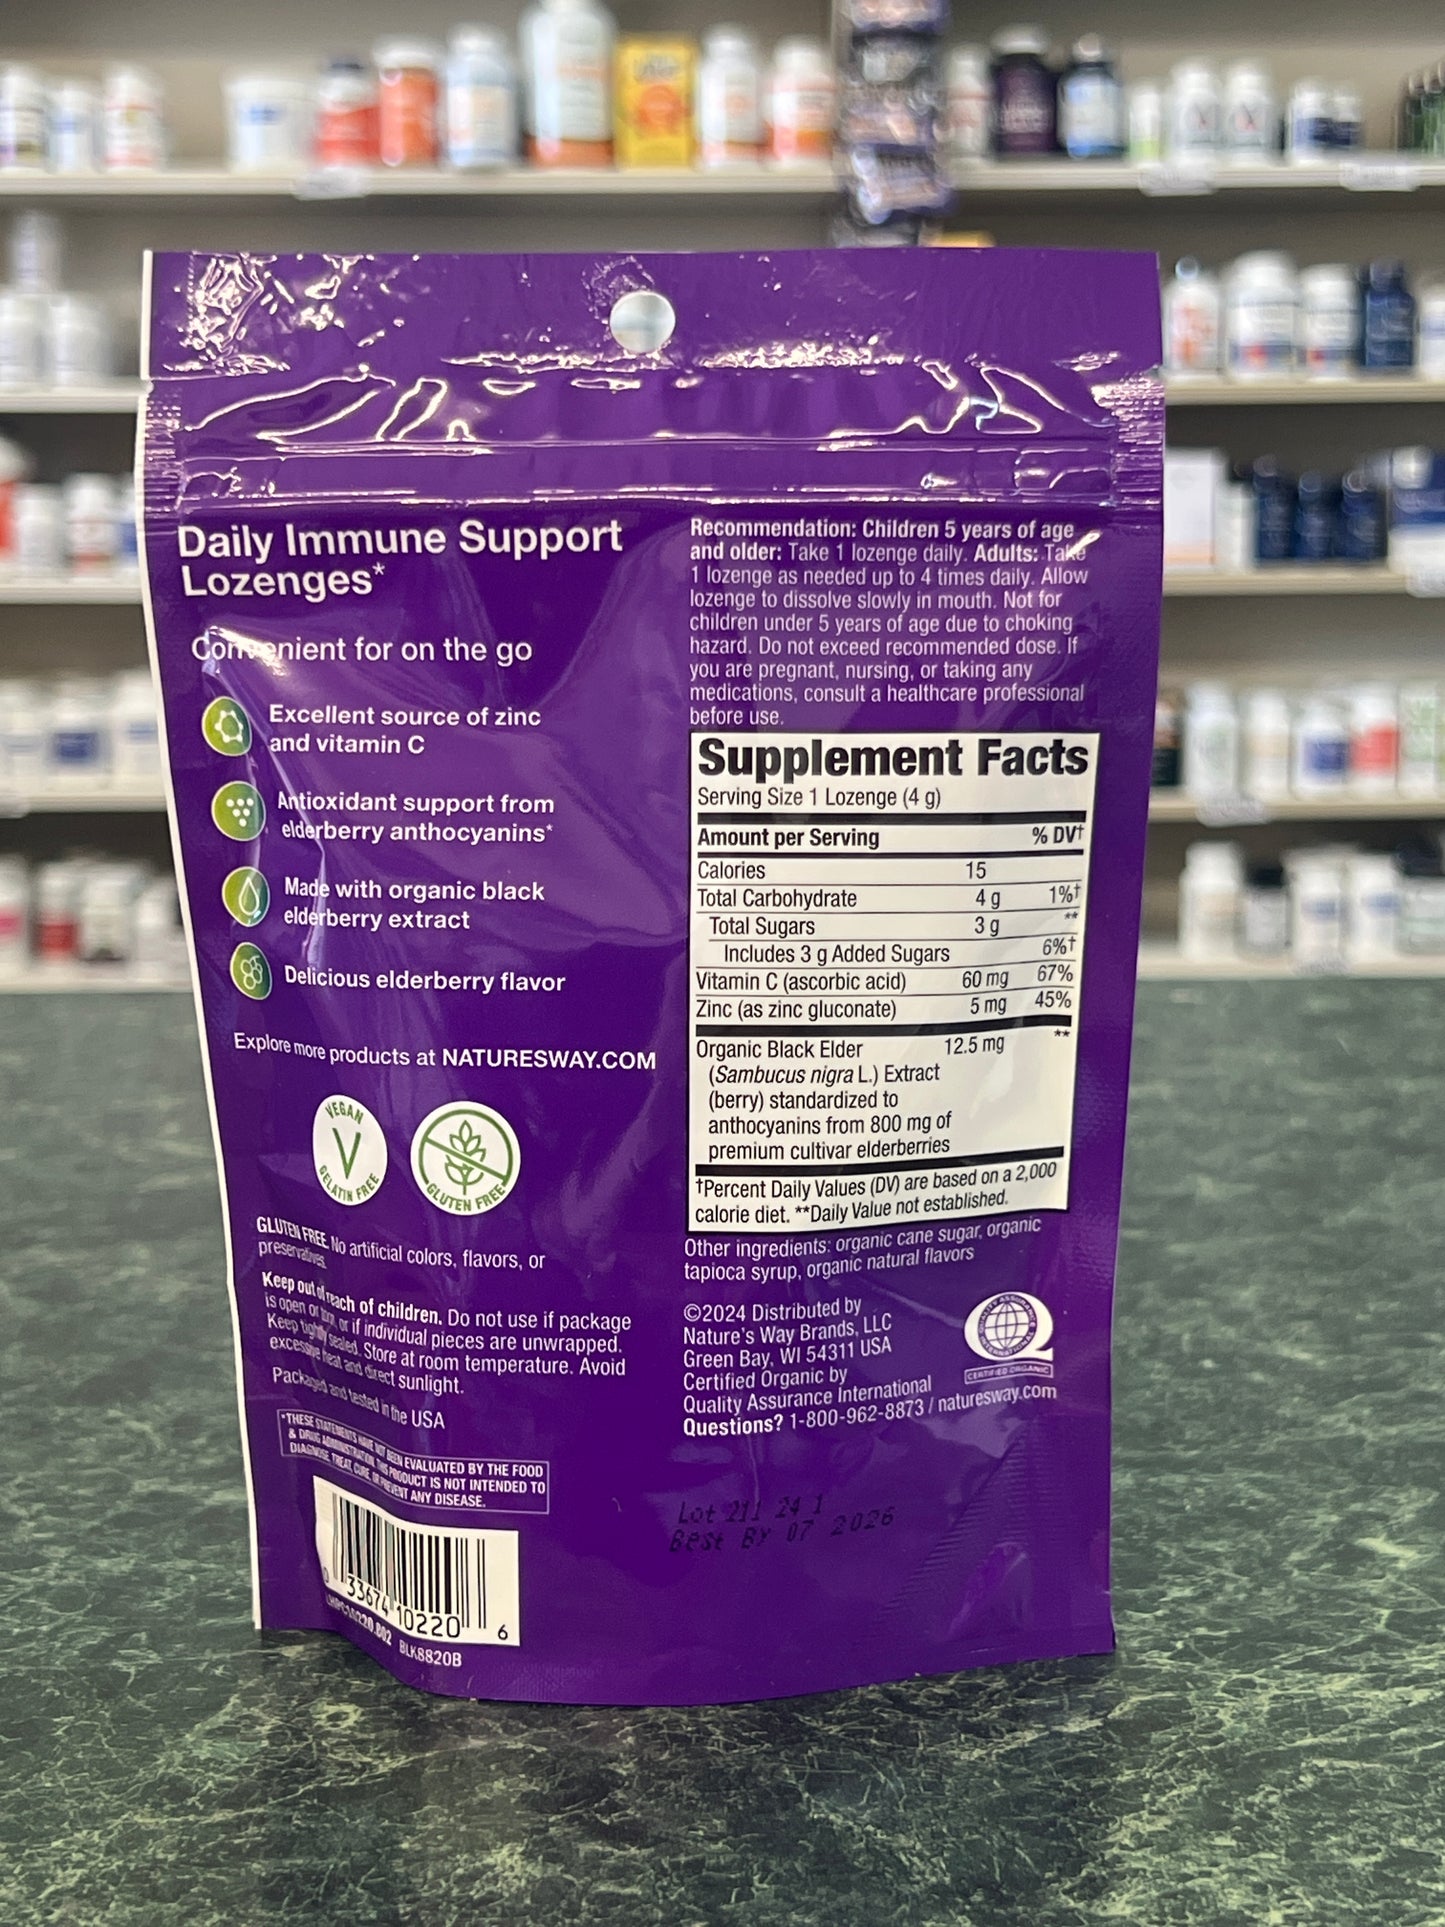 Daily Immune Support
Lozenges*
Convenient for on the go
Excellent source of zinc
and vitamin C
Antioxidant support from
elderberry anthocyanins*
Made with organic black
elderberry extract
Delicious elderberry flavor
Explore more products at NATURESWAY.COM
VEGAN
V
GELATIN FREE
GLUTEN FREE
GLUTEN FREE. No artificial colors, flavors, or
preservatives.
Keep out of reach of children. Do not use if package
is open or torn, or if individual pieces are unwrapped.
Keep tightly sealed. Store at room temperature. Avoid
excessive heat and direct sunlight.
Packaged and tested in the USA
*THESE STATEMENTS HAVE NOT BEEN EVALUATED BY THE FOOD
& DRUG ADMINISTRATION. THIS PRODUCT IS NOT INTENDED TO
DIAGNOSE, TREAT, CURE, OR PREVENT ANY DISEASE.
0 33674 10220 6
BLK8820B
Recommendation: Children 5 years of age
and older: Take 1 lozenge daily. Adults: Take
1 lozenge as needed up to 4 times daily. Allow
lozenge to dissolve slowly in mouth. Not for
children under 5 years of age due to choking
hazard. Do not exceed recommended dose. If
you are pregnant, nursing, or taking any
medications, consult a healthcare professional
before use.
Supplement Facts
Serving Size 1 Lozenge (4 g)
Amount per Serving % DV†
Calories 15
Total Carbohydrate 4 g 1%†
Total Sugars 3 g **
Includes 3 g Added Sugars 6%†
Vitamin C (ascorbic acid) 60 mg 67%
Zinc (as zinc gluconate) 5 mg 45%
Organic Black Elder 12.5 mg **
(Sambucus nigra L.) Extract
(berry) standardized to
anthocyanins from 800 mg of
premium cultivar elderberries
†Percent Daily Values (DV) are based on a 2,000
calorie diet. **Daily Value not established.
Other ingredients: organic cane sugar, organic
tapioca syrup, organic natural flavors
©2024 Distributed by
Nature's Way Brands, LLC
Green Bay, WI 54311 USA
Certified Organic by
Quality Assurance International
Questions? 1-800-962-8873 / naturesway.com
QUALITY ASSURANCE
INTERNATIONAL
CERTIFIED ORGANIC
Lot 211 24 1
Best By 07 2026